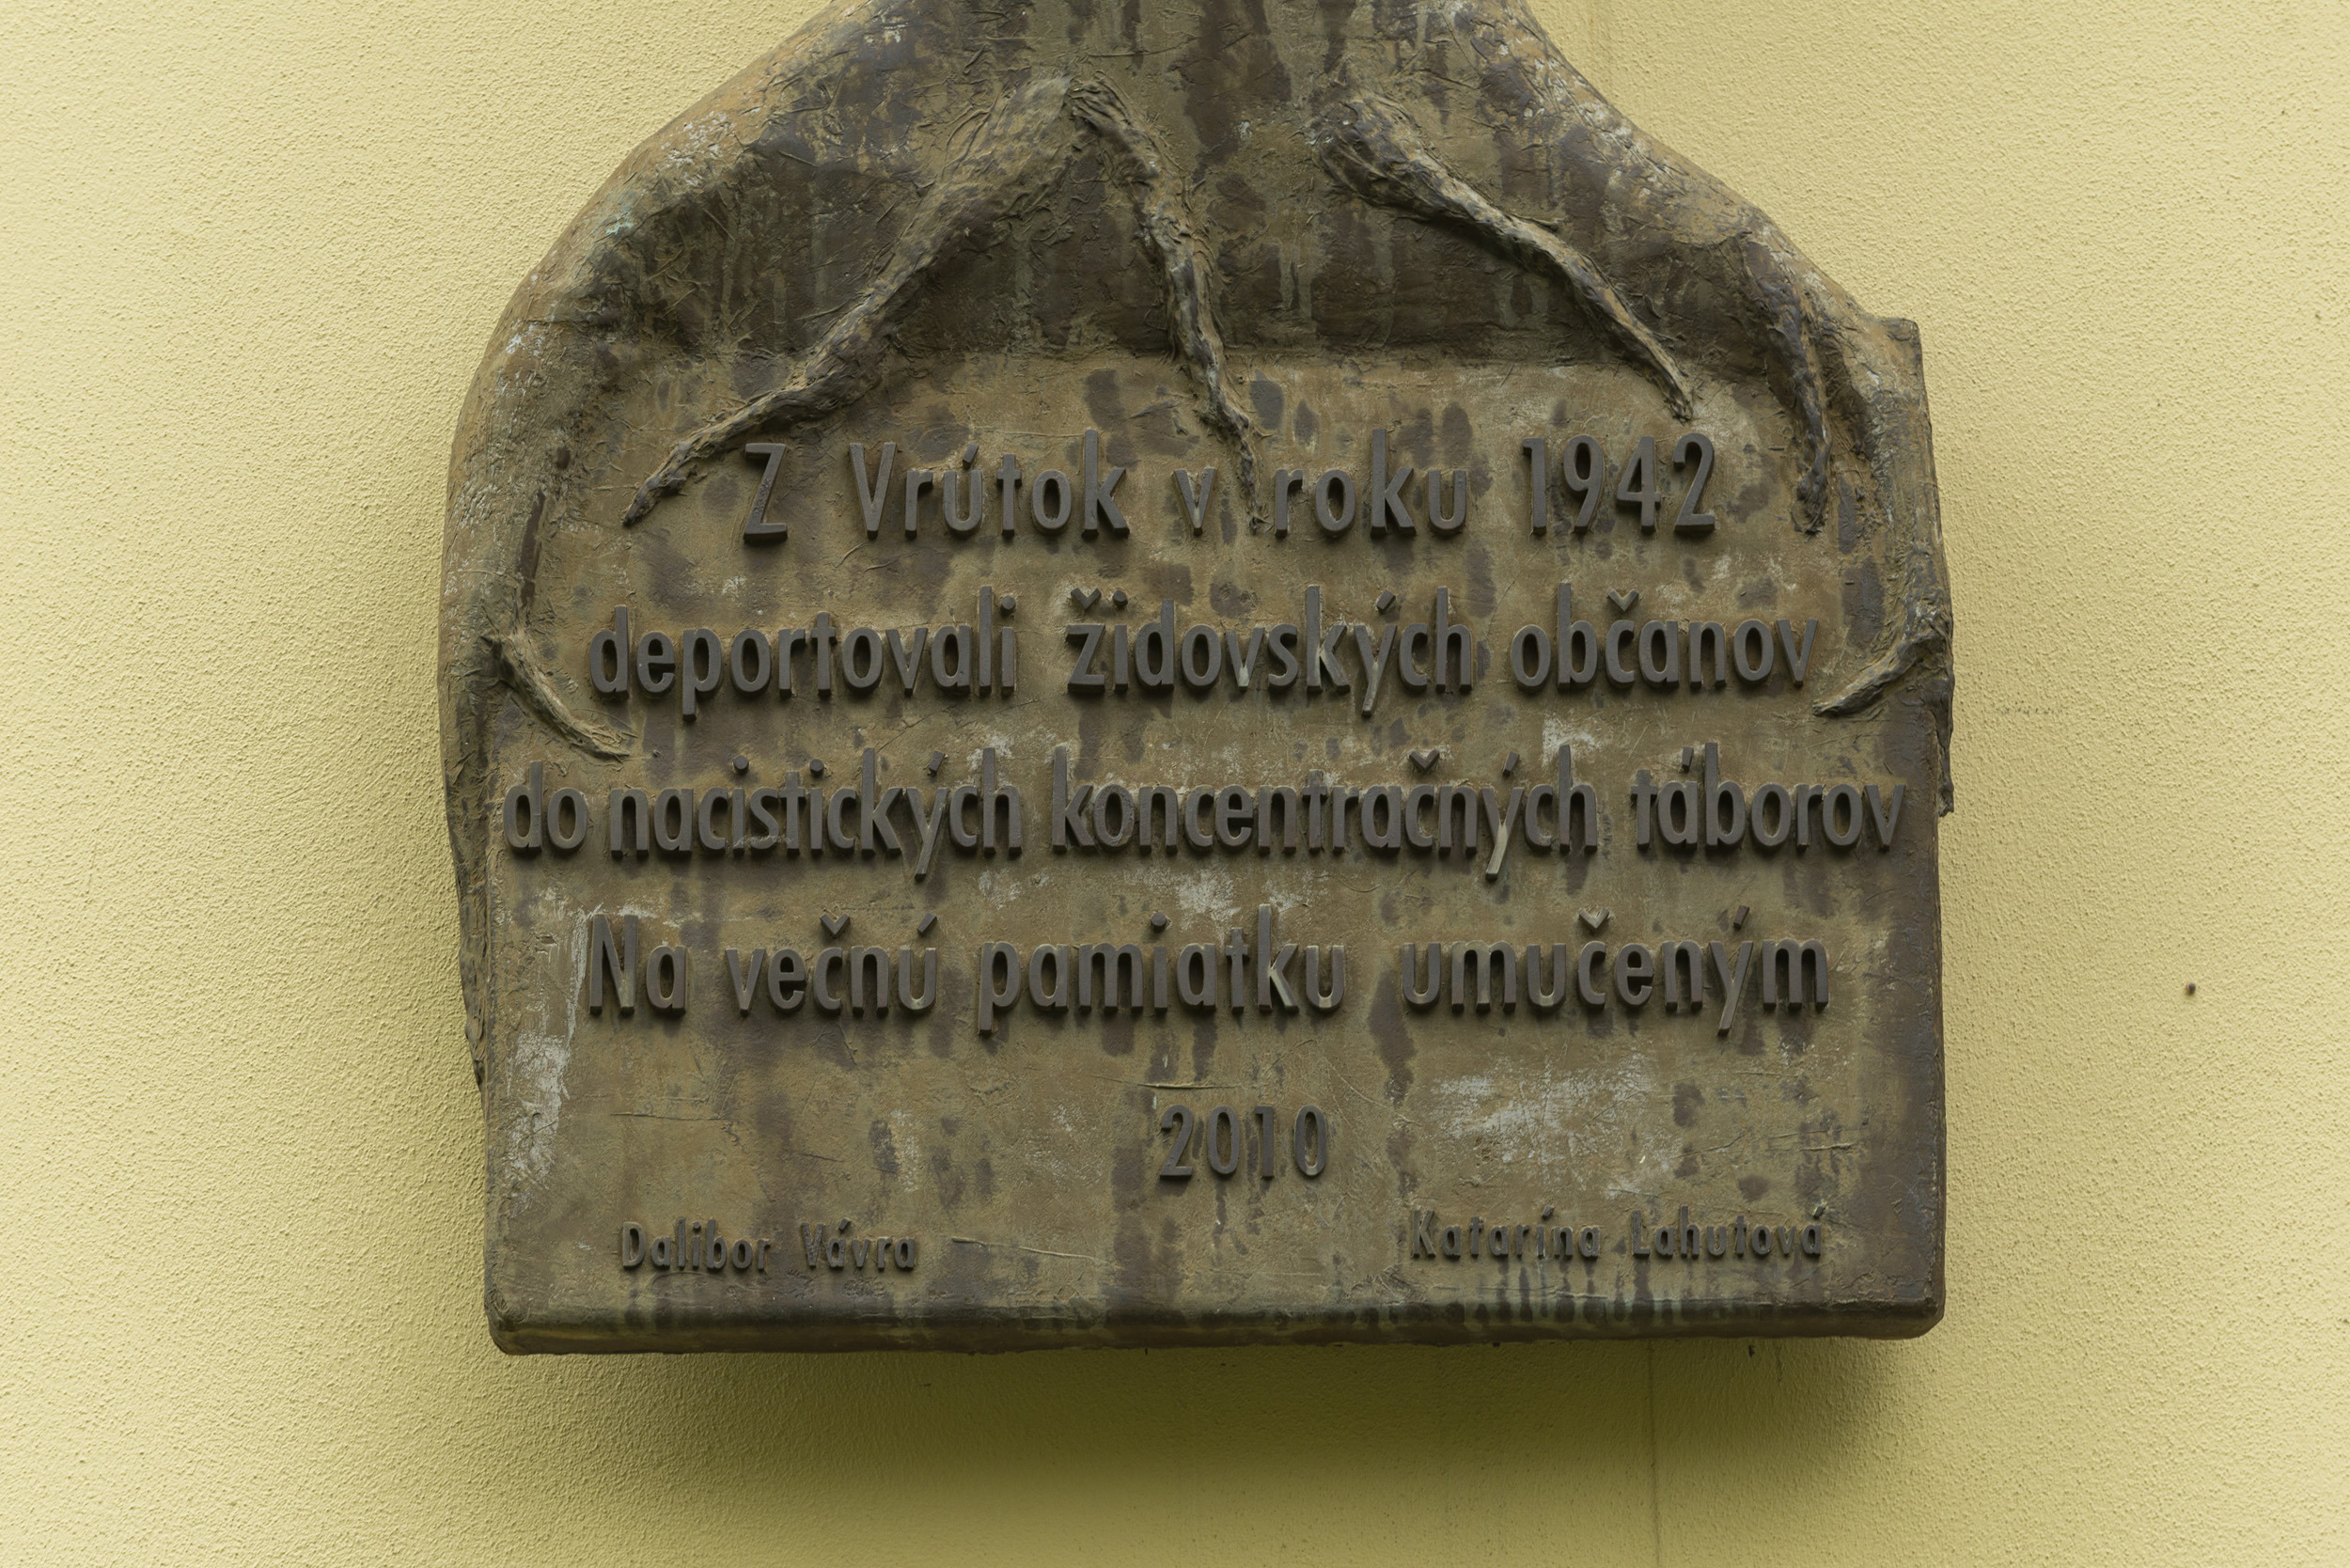 Z Vrútok v roku 1942
deportovali židovských občanov
do nacistických koncentračných táborov
Na večnú pamiatku umučeným
2010
Dalibor Vávra
Katarína Lahutová